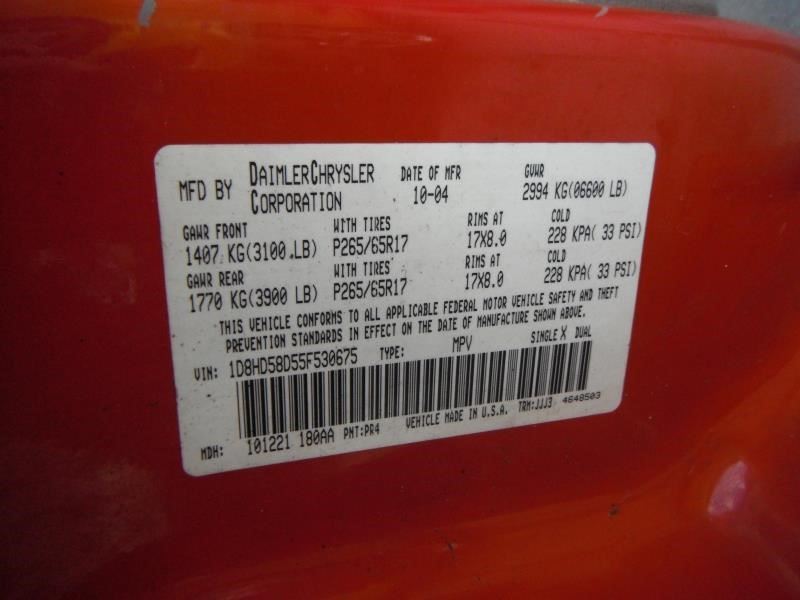 MFD BY DAIMLERCHRYSLER CORPORATION DATE OF MFR 10-04 GVWR 2994 KG(06600 LB)
GAWR FRONT WITH TIRES RIMS AT COLD
1407 KG(3100 LB) P265/65R17 17X8.0 228 KPA( 33 PSI)
GAWR REAR WITH TIRES RIMS AT COLD
1770 KG(3900 LB) P265/65R17 17X8.0 228 KPA( 33 PSI)
THIS VEHICLE CONFORMS TO ALL APPLICABLE FEDERAL MOTOR VEHICLE SAFETY AND THEFT
PREVENTION STANDARDS IN EFFECT ON THE DATE OF MANUFACTURE SHOWN ABOVE.
VIN: 1D8HD58D55F530675 TYPE: MPV SINGLE X DUAL
MDH: 101221 180AA PNT:PR4 VEHICLE MADE IN U.S.A. TRM:JJJ3 4648503